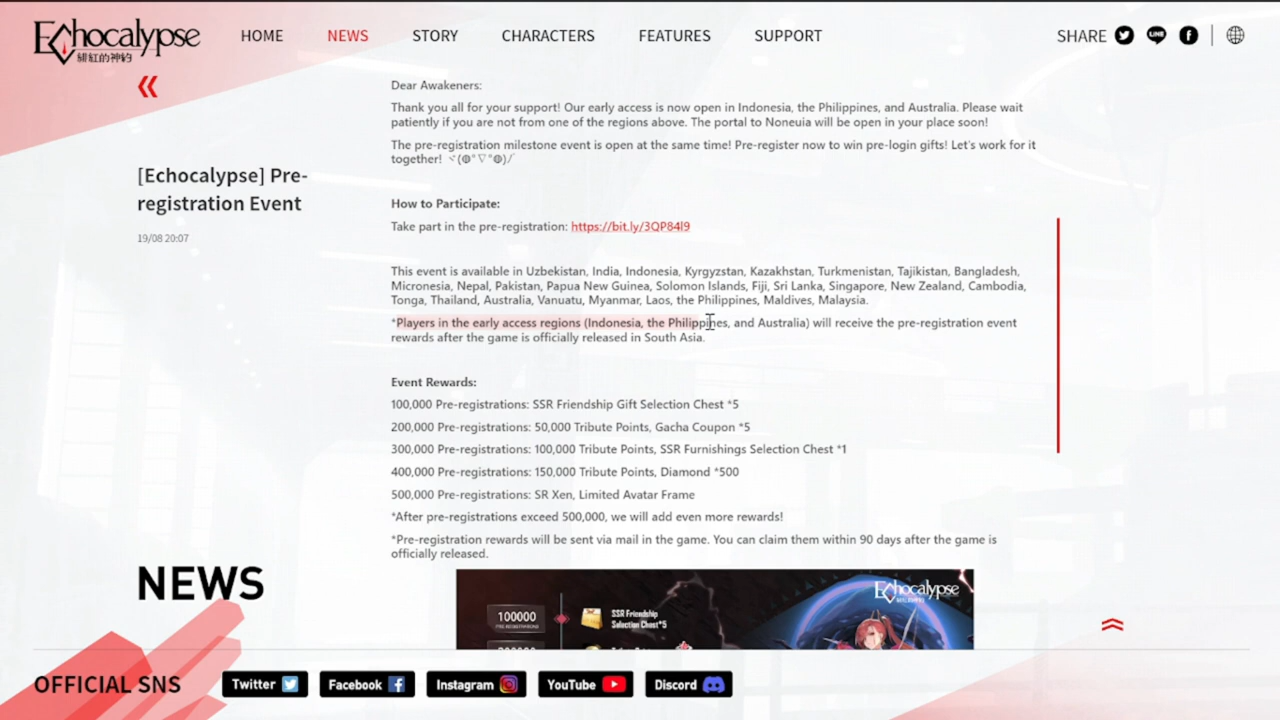 Echocalypse
緋紅的神約
HOME NEWS STORY CHARACTERS FEATURES SUPPORT
SHARE LINE
[Echocalypse] Pre-
registration Event
19/08 20:07
Dear Awakeners:
Thank you all for your support! Our early access is now open in Indonesia, the Philippines, and Australia. Please wait
patiently if you are not from one of the regions above. The portal to Noneuia will be open in your place soon!
The pre-registration milestone event is open at the same time! Pre-register now to win pre-login gifts! Let's work for it
together! ヾ(◍°∇°◍)ﾉﾞ
How to Participate:
Take part in the pre-registration: https://bit.ly/3QP84l9
This event is available in Uzbekistan, India, Indonesia, Kyrgyzstan, Kazakhstan, Turkmenistan, Tajikistan, Bangladesh,
Micronesia, Nepal, Pakistan, Papua New Guinea, Solomon Islands, Fiji, Sri Lanka, Singapore, New Zealand, Cambodia,
Tonga, Thailand, Australia, Vanuatu, Myanmar, Laos, the Philippines, Maldives, Malaysia.
*Players in the early access regions (Indonesia, the Philippines, and Australia) will receive the pre-registration event
rewards after the game is officially released in South Asia.
Event Rewards:
100,000 Pre-registrations: SSR Friendship Gift Selection Chest *5
200,000 Pre-registrations: 50,000 Tribute Points, Gacha Coupon *5
300,000 Pre-registrations: 100,000 Tribute Points, SSR Furnishings Selection Chest *1
400,000 Pre-registrations: 150,000 Tribute Points, Diamond *500
500,000 Pre-registrations: SR Xen, Limited Avatar Frame
*After pre-registrations exceed 500,000, we will add even more rewards!
*Pre-registration rewards will be sent via mail in the game. You can claim them within 90 days after the game is
officially released.
Echocalypse
100000
PRE-REGISTRATIONS
SSR Friendship
Selection Chest*5
NEWS
OFFICIAL SNS
Twitter
Facebook
Instagram
YouTube
Discord